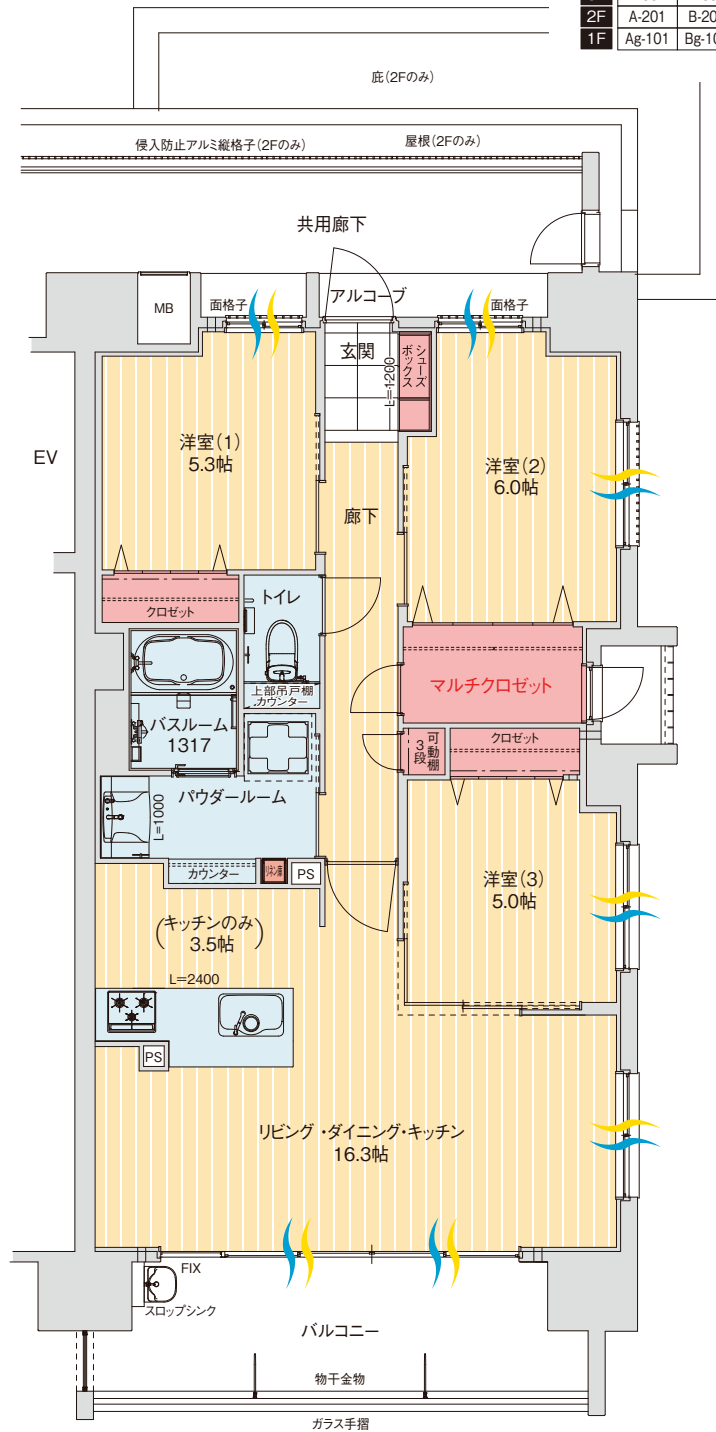 2F A-201 B-20
1F Ag-101 Bg-10
庇(2Fのみ)
侵入防止アルミ縦格子(2Fのみ)
屋根(2Fのみ)
共用廊下
MB
面格子
アルコーブ
面格子
玄関
L=1200
シューズ
ボックス
EV
洋室(1)
5.3帖
洋室(2)
6.0帖
廊下
クロゼット
トイレ
上部吊戸棚
カウンター
マルチクロゼット
バスルーム
1317
可動棚
3段
クロゼット
パウダールーム
L=1000
カウンター
リネン庫
PS
洋室(3)
5.0帖
(キッチンのみ)
3.5帖
L=2400
PS
リビング・ダイニング・キッチン
16.3帖
FIX
スロップシンク
バルコニー
物干金物
ガラス手摺